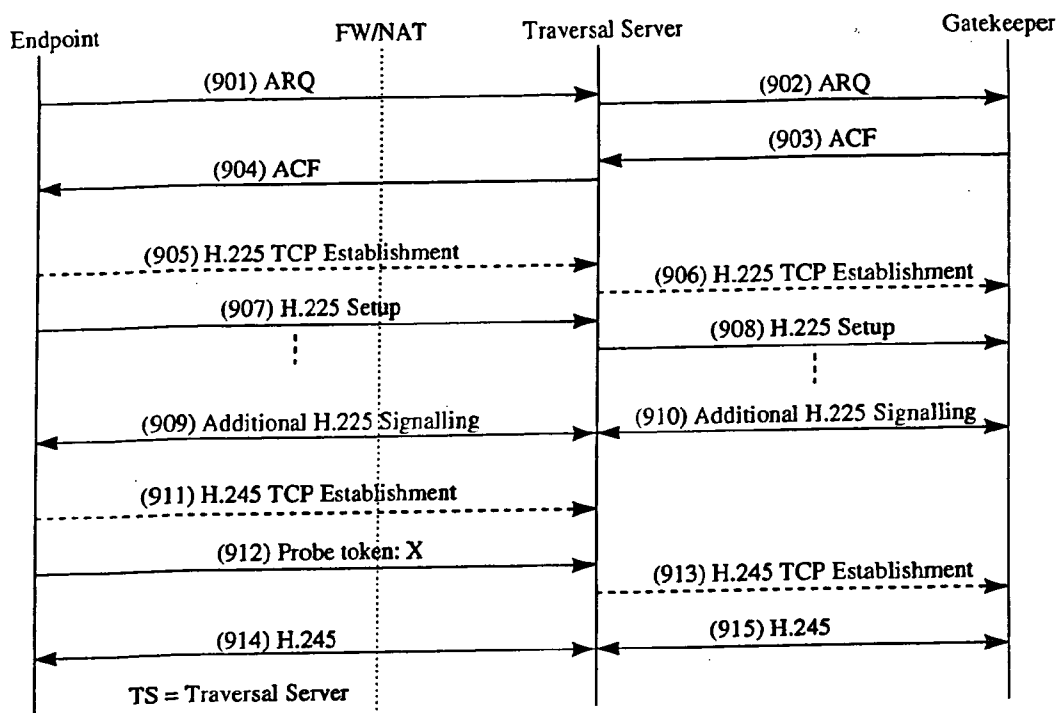 Endpoint
FW/NAT
Traversal Server
Gatekeeper
(901) ARQ
(902) ARQ
(903) ACF
(904) ACF
(905) H.225 TCP Establishment
(906) H.225 TCP Establishment
(907) H.225 Setup
(908) H.225 Setup
(909) Additional H.225 Signalling
(910) Additional H.225 Signalling
(911) H.245 TCP Establishment
(912) Probe token: X
(913) H.245 TCP Establishment
(914) H.245
(915) H.245
TS = Traversal Server